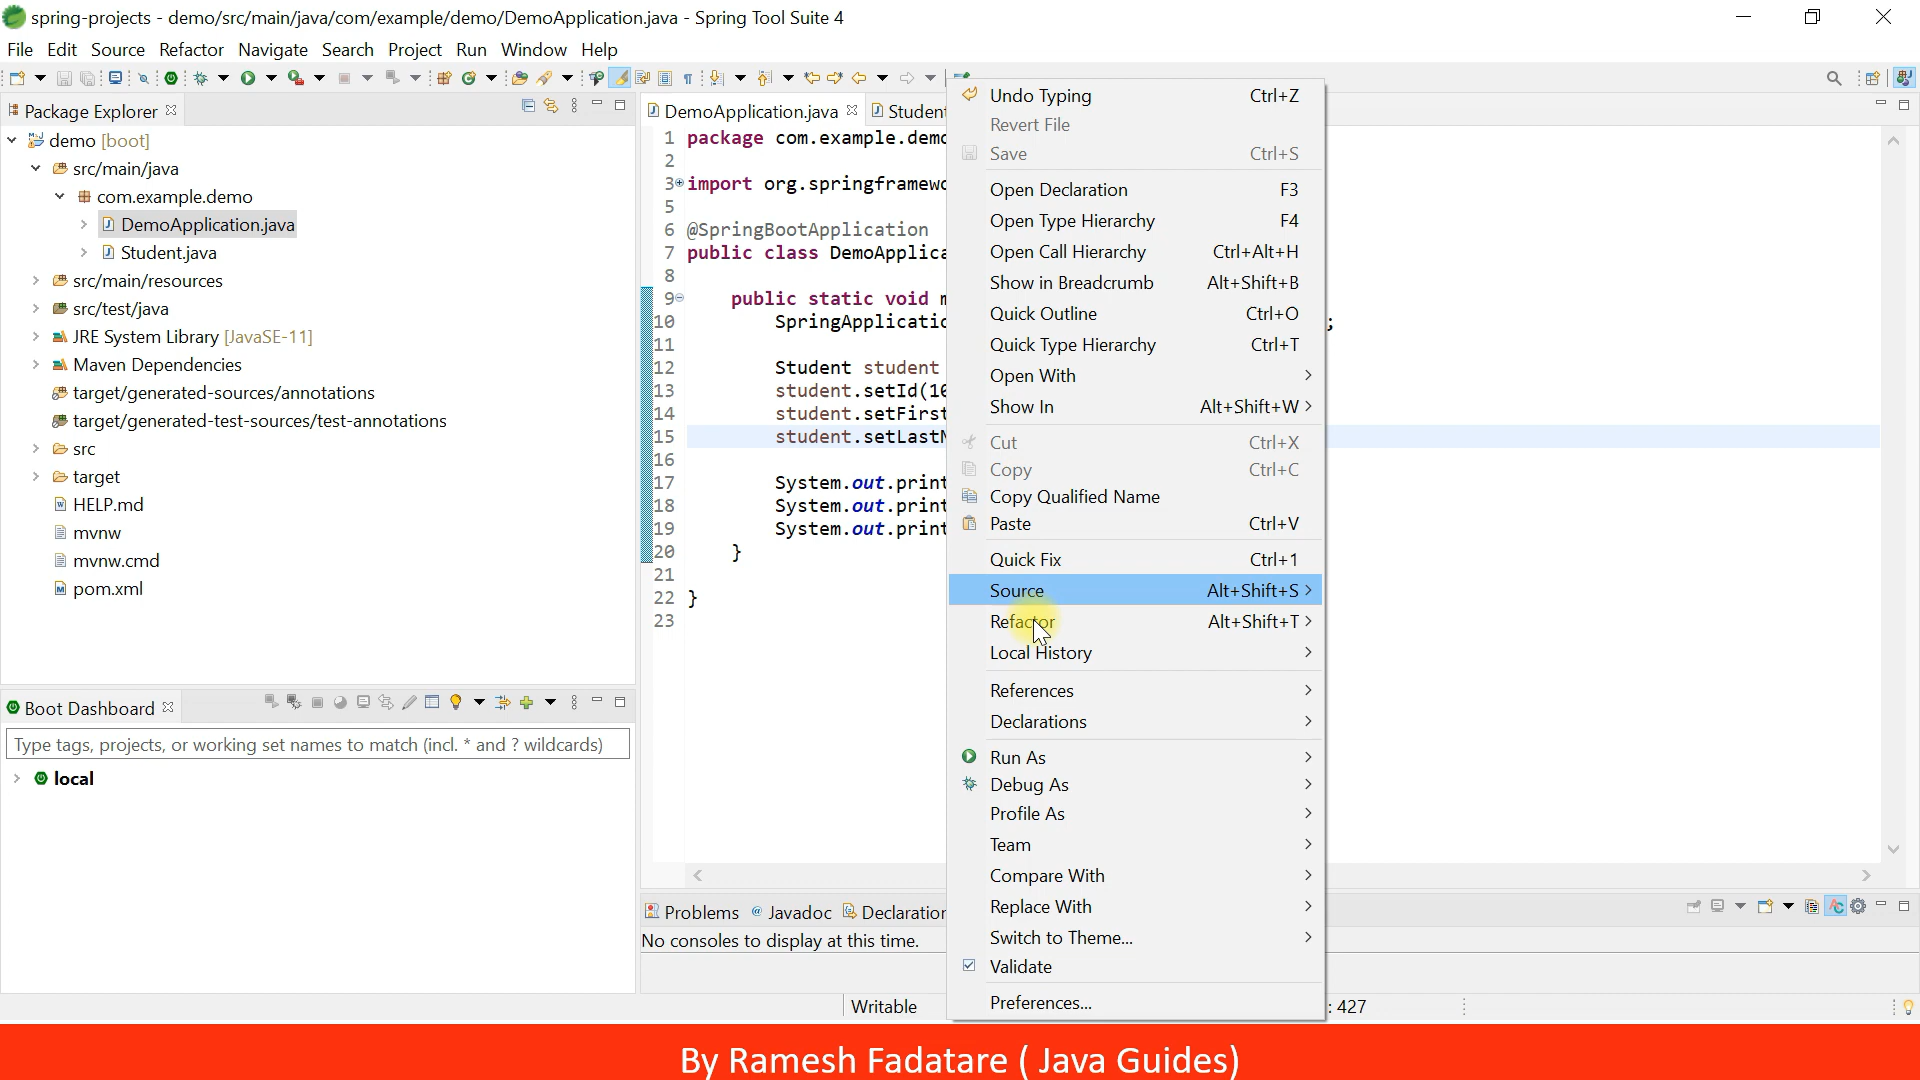 spring-projects - demo/src/main/java/com/example/demo/DemoApplication.java - Spring Tool Suite 4
File Edit Source Refactor Navigate Search Project Run Window Help
Package Explorer
demo [boot]
src/main/java
com.example.demo
DemoApplication.java
Student.java
src/main/resources
src/test/java
JRE System Library [JavaSE-11]
Maven Dependencies
target/generated-sources/annotations
target/generated-test-sources/test-annotations
src
target
HELP.md
mvnw
mvnw.cmd
pom.xml
Boot Dashboard
Type tags, projects, or working set names to match (incl. * and ? wildcards)
local
DemoApplication.java
1 package com.example.demo
2
3 import org.springframewo
5
6 @SpringBootApplication
7 public class DemoApplica
8
9 public static void m
10 SpringApplicatio ;
11
12 Student student
13 student.setId(10
14 student.setFirst
15 student.setLastN
16
17 System.out.print
18 System.out.print
19 System.out.print
20 }
21
22 }
23
Undo Typing Ctrl+Z
Revert File
Save Ctrl+S
Open Declaration F3
Open Type Hierarchy F4
Open Call Hierarchy Ctrl+Alt+H
Show in Breadcrumb Alt+Shift+B
Quick Outline Ctrl+O
Quick Type Hierarchy Ctrl+T
Open With
Show In Alt+Shift+W
Cut Ctrl+X
Copy Ctrl+C
Copy Qualified Name
Paste Ctrl+V
Quick Fix Ctrl+1
Source Alt+Shift+S
Refactor Alt+Shift+T
Local History
References
Declarations
Run As
Debug As
Profile As
Team
Compare With
Replace With
Switch to Theme...
Validate
Preferences...
Problems Javadoc Declaration
No consoles to display at this time.
Writable : 427
By Ramesh Fadatare ( Java Guides)